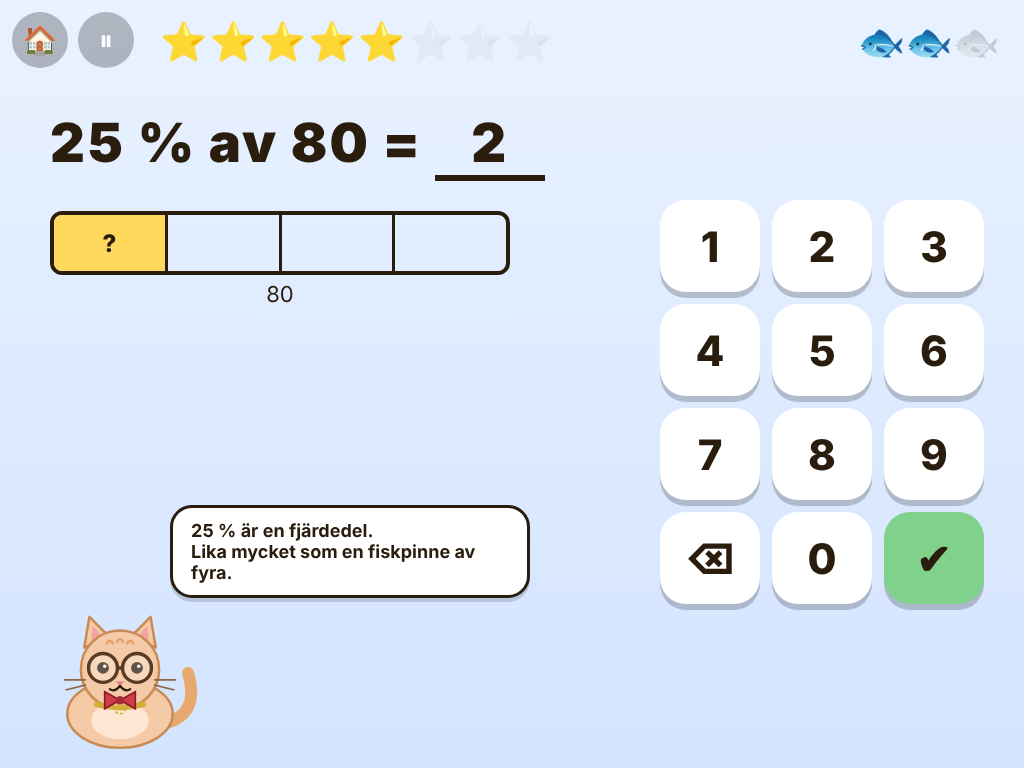 25 % av 80 = 2
?
80
1 2 3
4 5 6
7 8 9
0
25 % är en fjärdedel.
Lika mycket som en fiskpinne av
fyra.